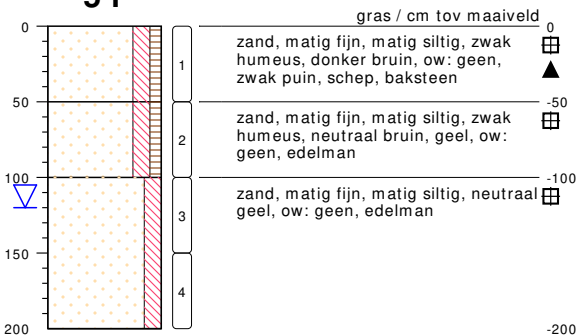 gras / cm tov maaiveld
0
0
zand, matig fijn, matig siltig, zwak
humeus, donker bruin, ow: geen,
zwak puin, schep, baksteen
1
50
-50
zand, matig fijn, matig siltig, zwak
humeus, neutraal bruin, geel, ow:
geen, edelman
2
100
-100
zand, matig fijn, matig siltig, neutraal
geel, ow: geen, edelman
3
150
4
200
-200